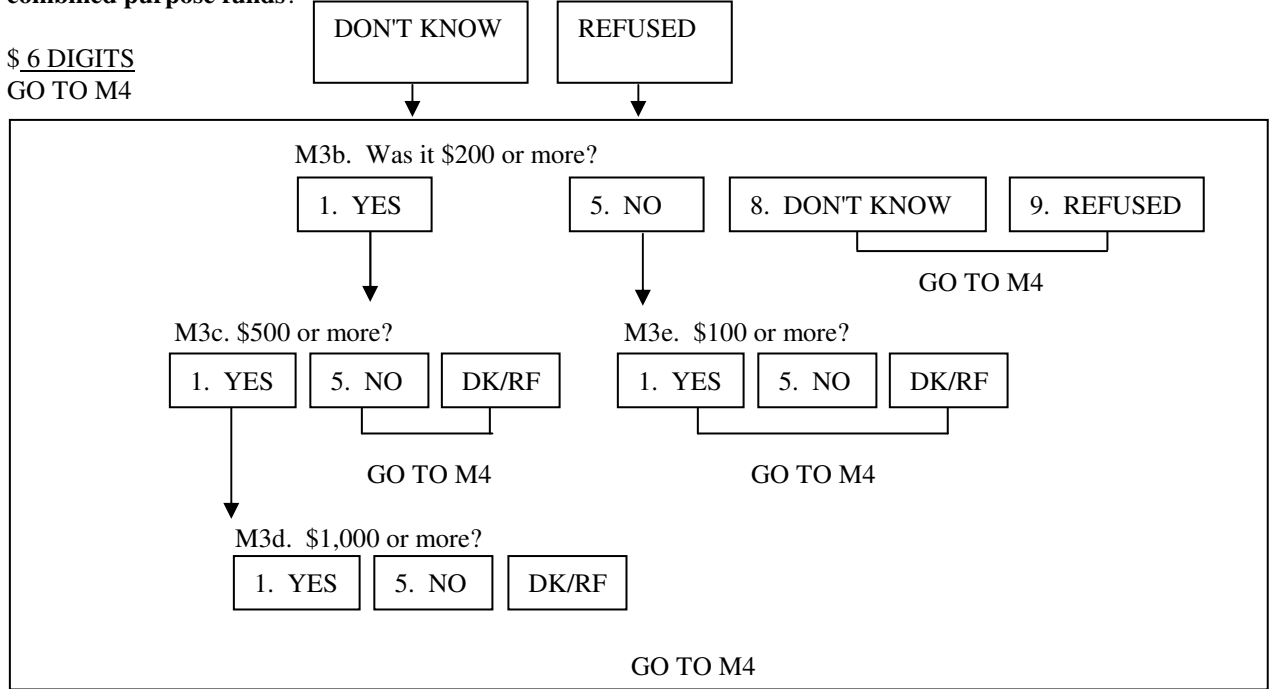 combined purpose funds?
DON'T KNOW REFUSED
$ 6 DIGITS
GO TO M4
M3b. Was it $200 or more?
1. YES 5. NO 8. DON'T KNOW 9. REFUSED
GO TO M4
M3c. $500 or more? M3e. $100 or more?
1. YES 5. NO DK/RF 1. YES 5. NO DK/RF
GO TO M4 GO TO M4
M3d. $1,000 or more?
1. YES 5. NO DK/RF
GO TO M4